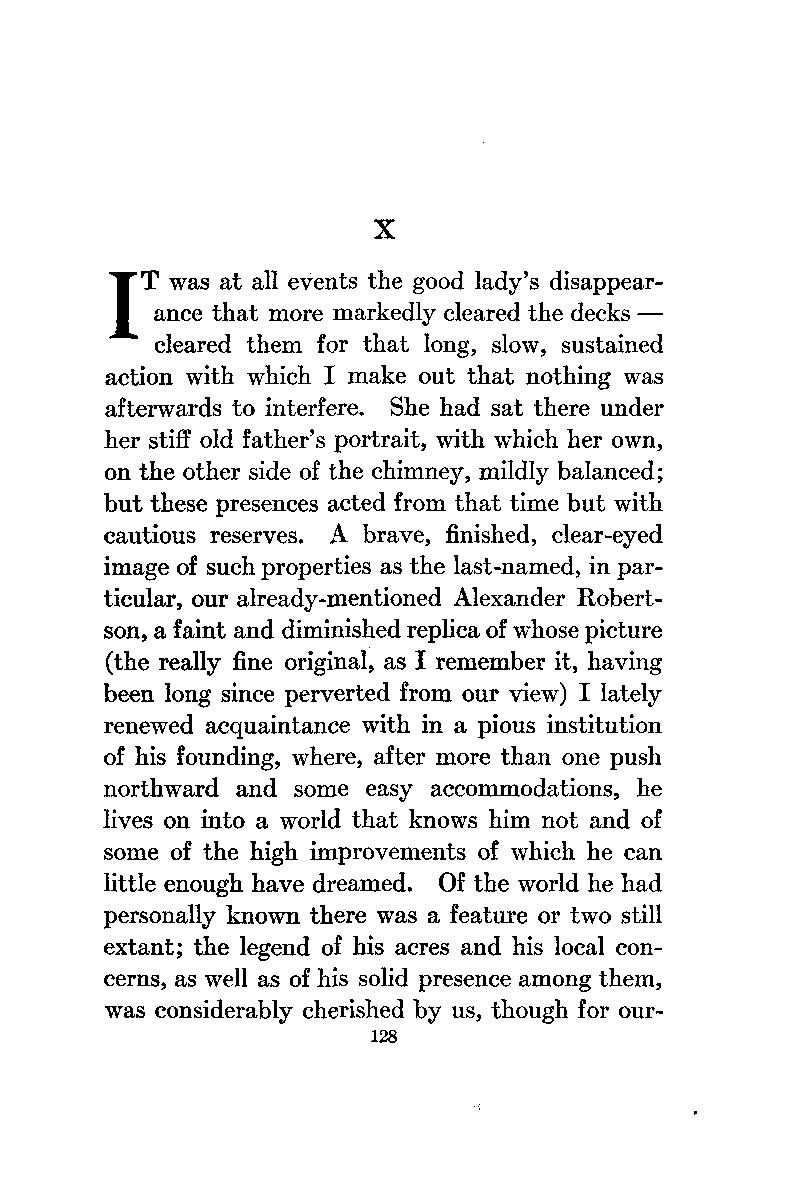 X
IT was at all events the good lady's disappear-
ance that more markedly cleared the decks —
cleared them for that long, slow, sustained
action with which I make out that nothing was
afterwards to interfere. She had sat there under
her stiff old father's portrait, with which her own,
on the other side of the chimney, mildly balanced;
but these presences acted from that time but with
cautious reserves. A brave, finished, clear-eyed
image of such properties as the last-named, in par-
ticular, our already-mentioned Alexander Robert-
son, a faint and diminished replica of whose picture
(the really fine original, as I remember it, having
been long since perverted from our view) I lately
renewed acquaintance with in a pious institution
of his founding, where, after more than one push
northward and some easy accommodations, he
lives on into a world that knows him not and of
some of the high improvements of which he can
little enough have dreamed. Of the world he had
personally known there was a feature or two still
extant; the legend of his acres and his local con-
cerns, as well as of his solid presence among them,
was considerably cherished by us, though for our-
128